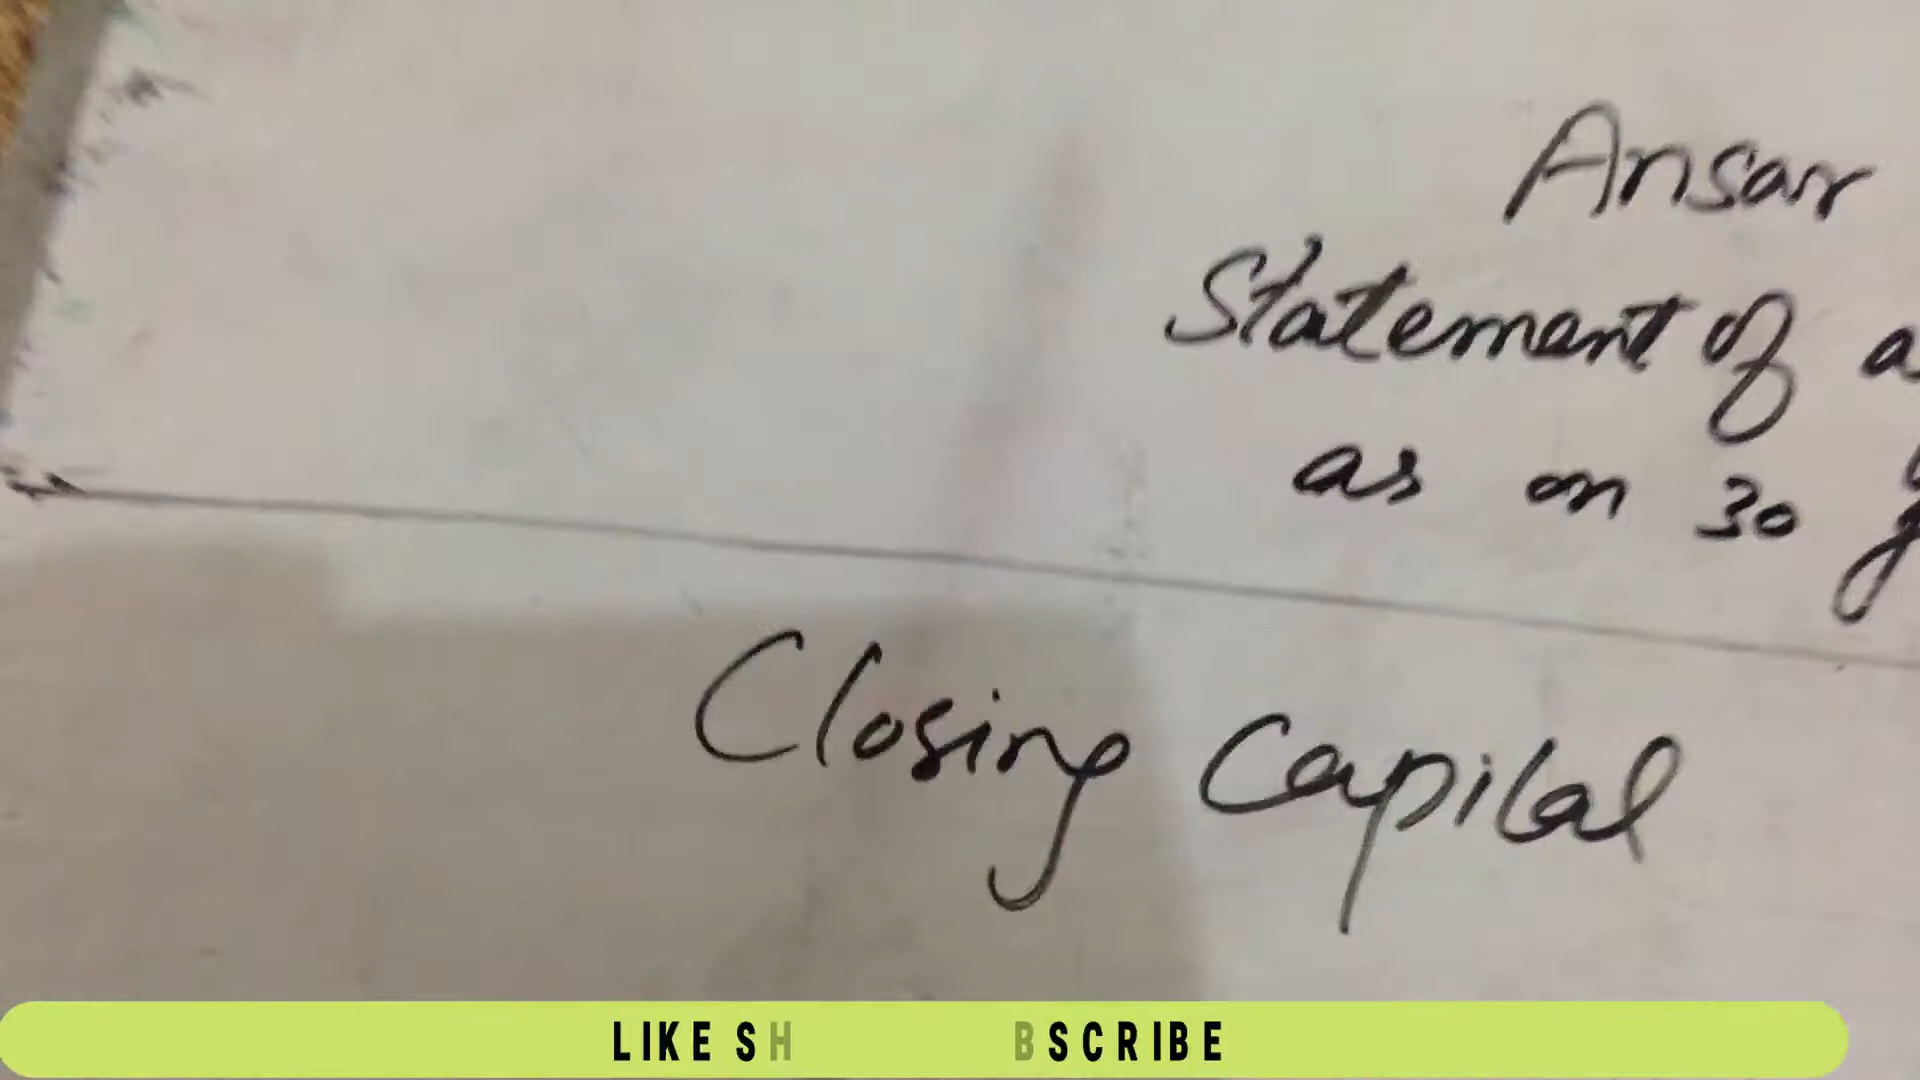 Ansar
Statement of a
as on 30
Closing Capital
LIKE SH BSCRIBE